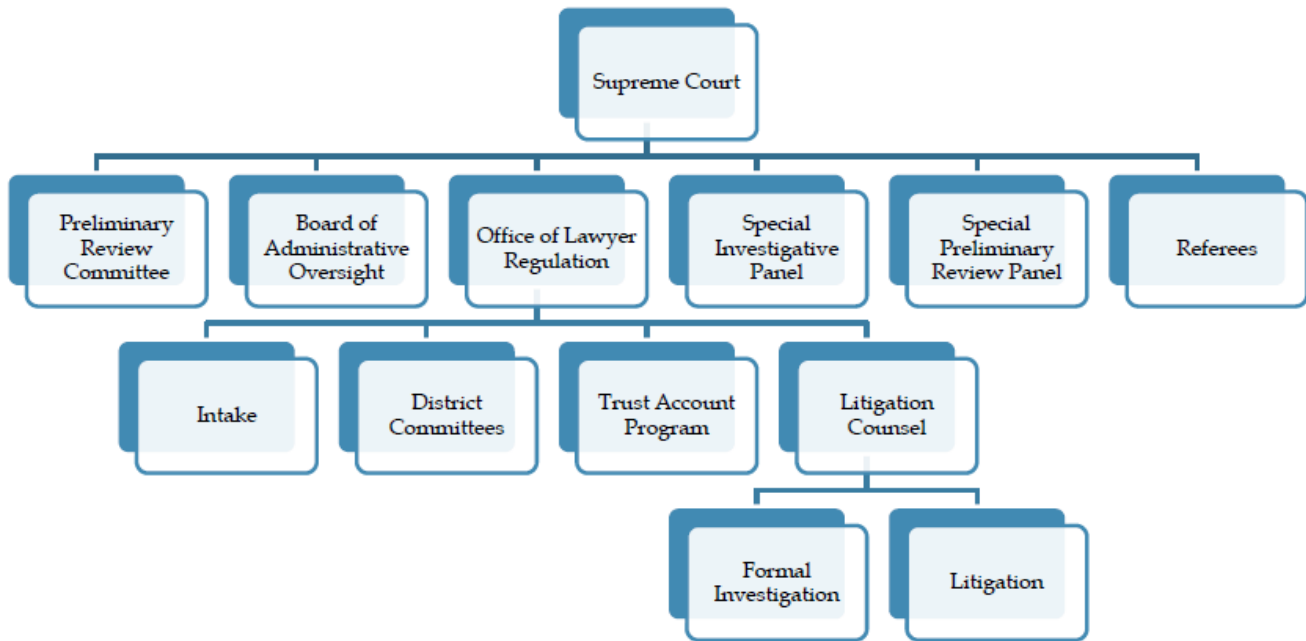 Supreme Court
Preliminary
Review
Committee
Board of
Administrative
Oversight
Office of Lawyer
Regulation
Special
Investigative
Panel
Special
Preliminary
Review Panel
Referees
Intake
District
Committees
Trust Account
Program
Litigation
Counsel
Formal
Investigation
Litigation